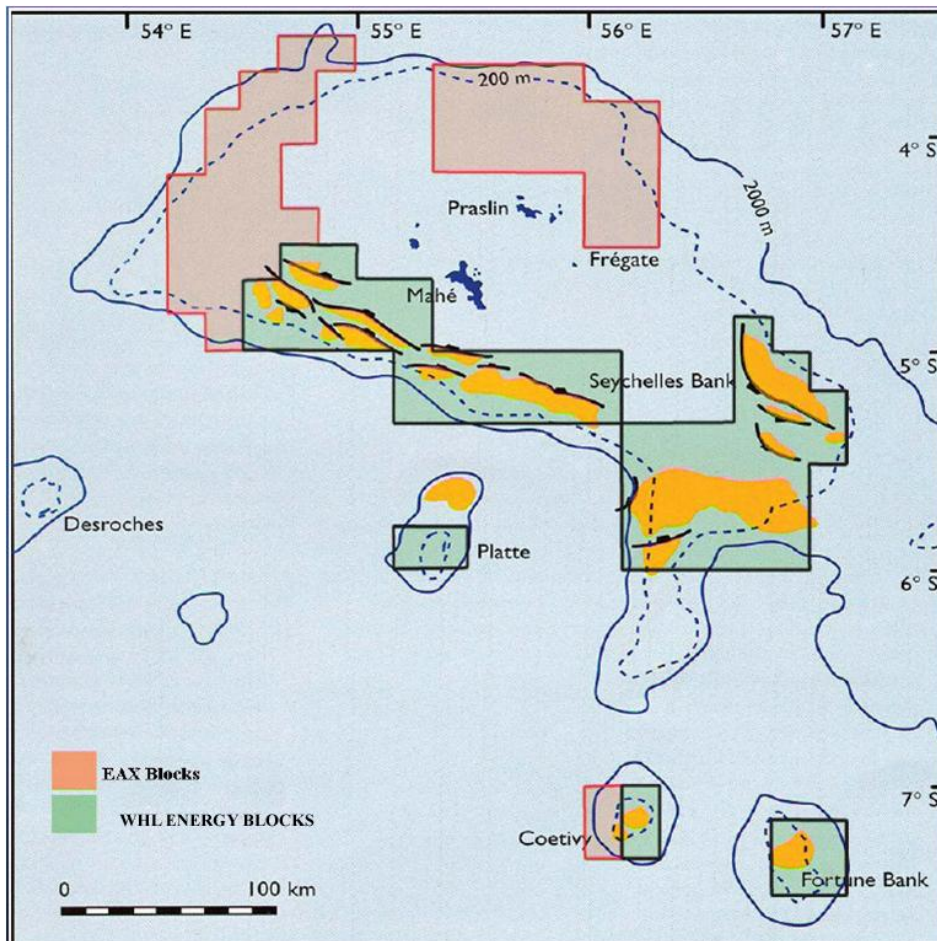 54° E
55° E
56° E
57° E
200 m
4° S
2000 m
Praslin
Frégate
Mahé
5° S
Seychelles Bank
Desroches
Platte
6° S
EAX Blocks
WHL ENERGY BLOCKS
7° S
Coetivy
Fortune Bank
0
100 km